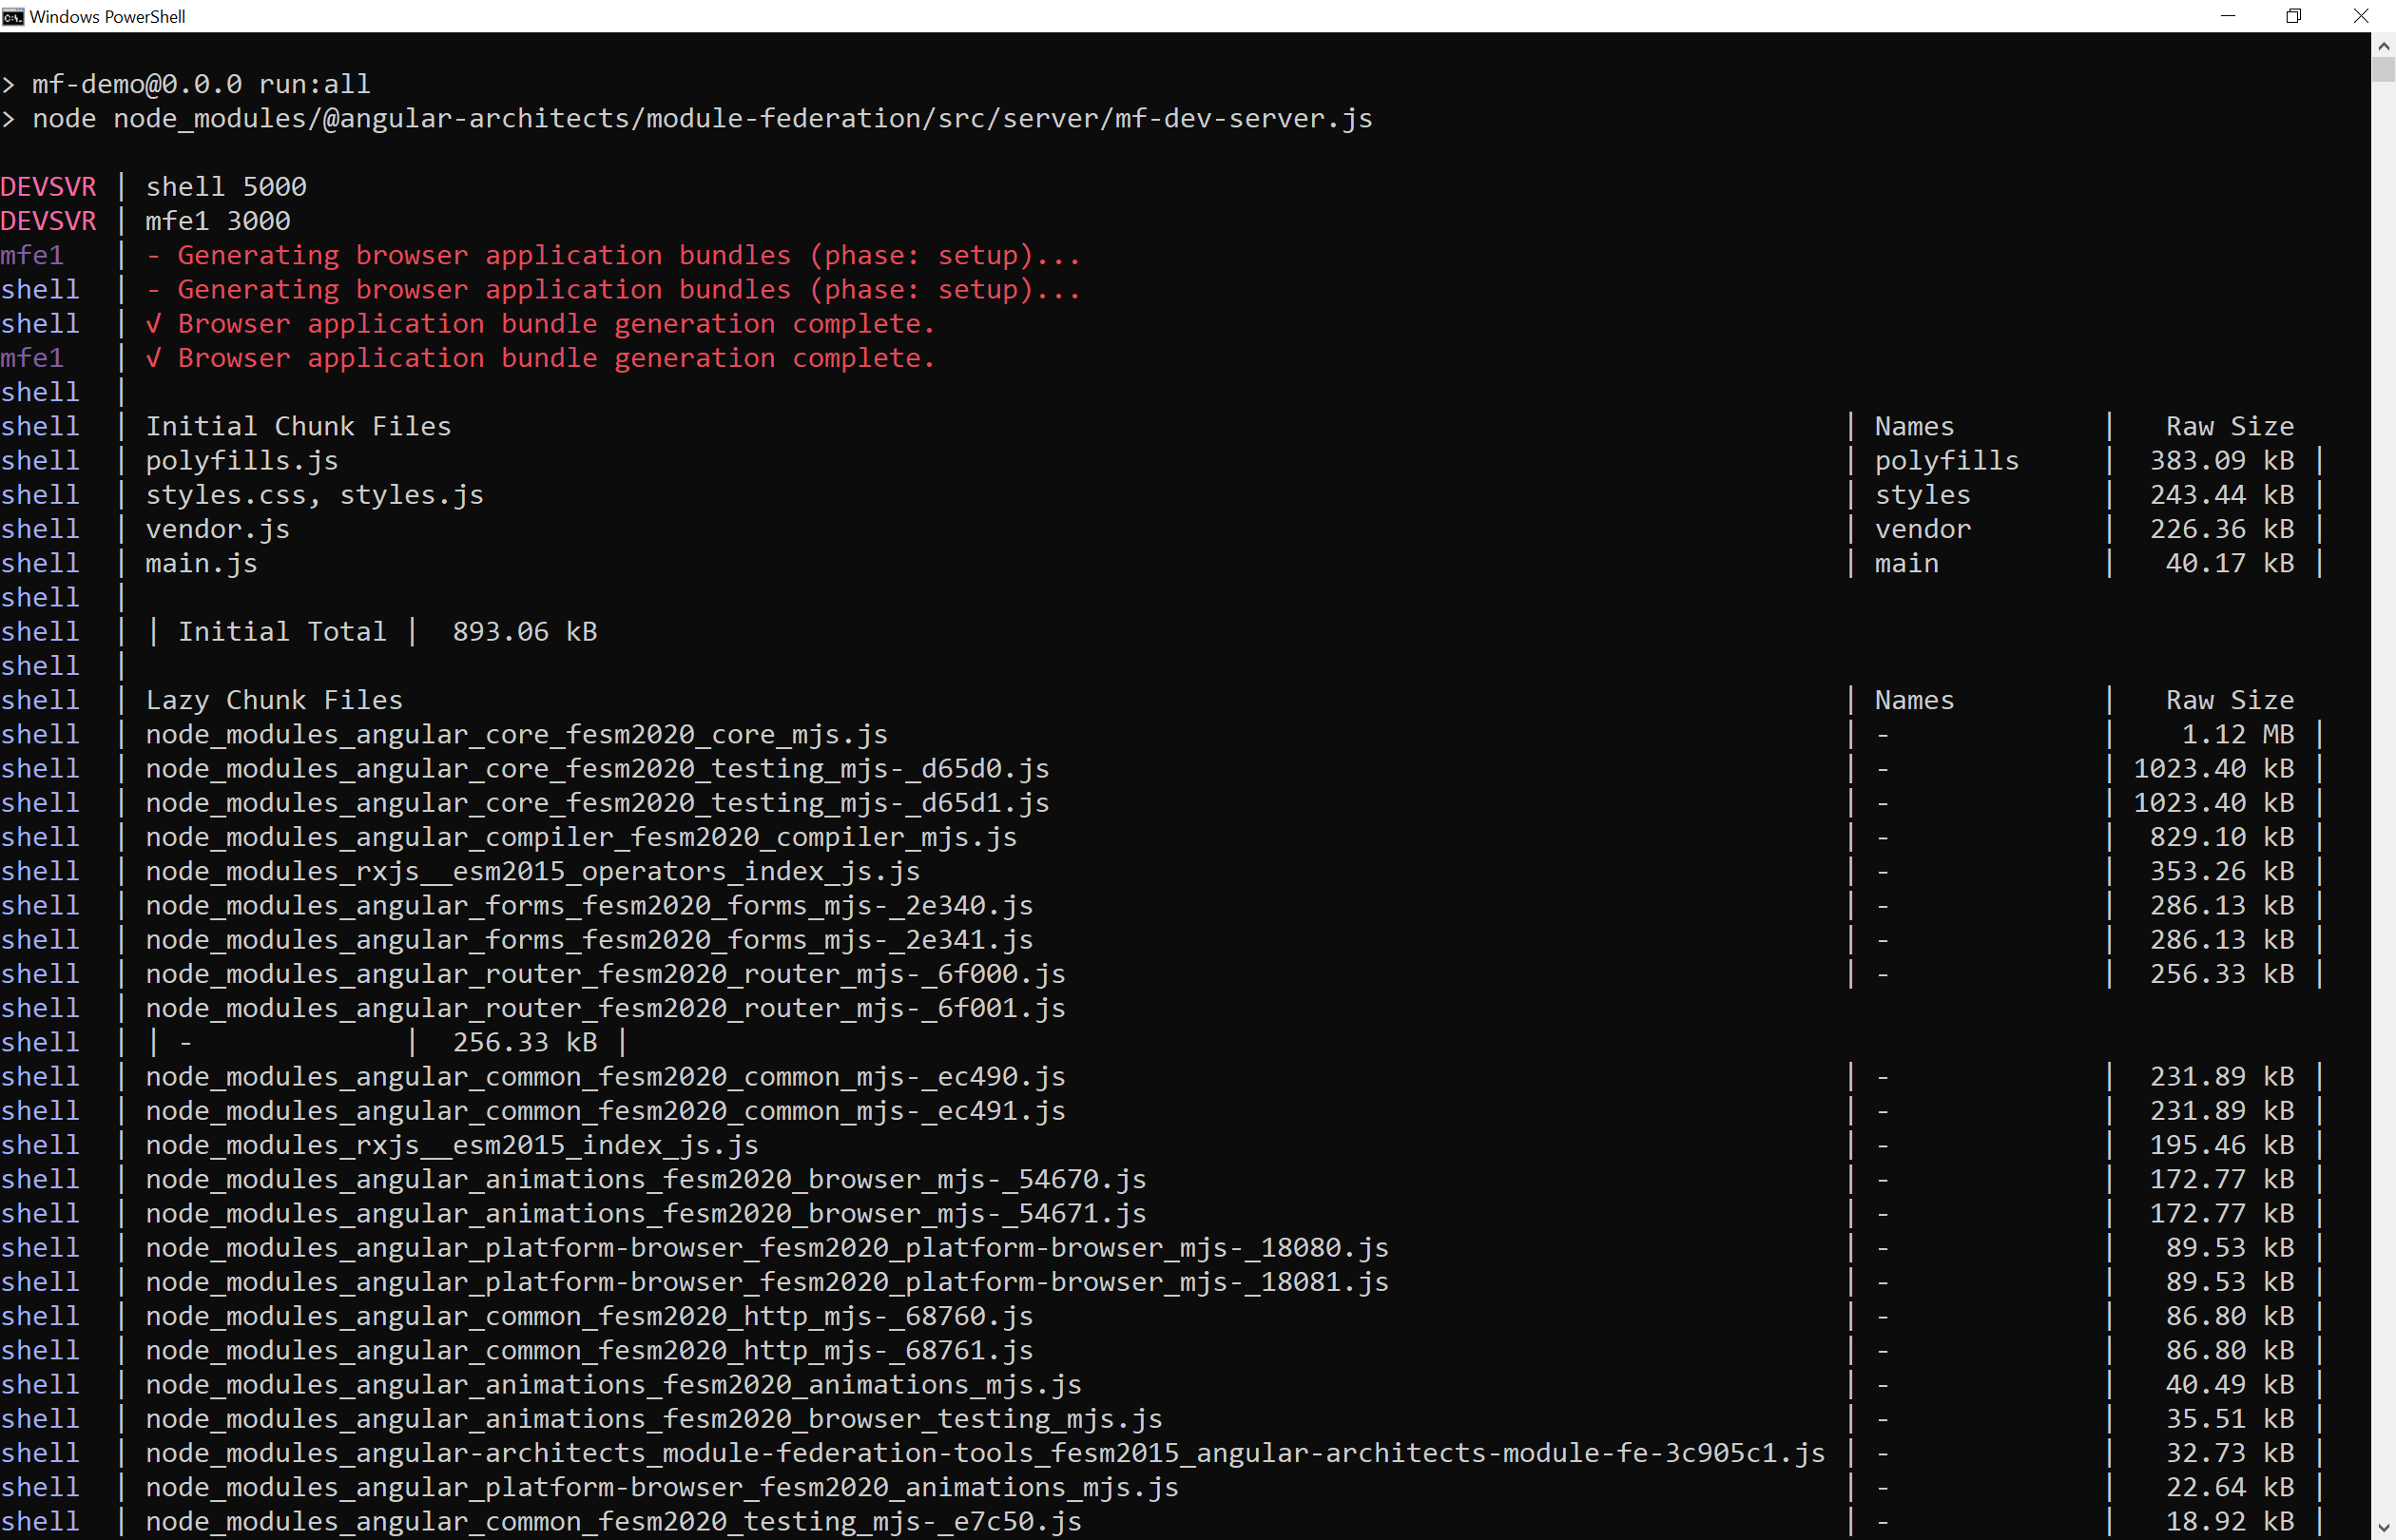 Windows PowerShell
> mf-demo@0.0.0 run:all
> node node_modules/@angular-architects/module-federation/src/server/mf-dev-server.js
DEVSVR | shell 5000
DEVSVR | mfe1 3000
mfe1 | - Generating browser application bundles (phase: setup)...
shell | - Generating browser application bundles (phase: setup)...
shell | √ Browser application bundle generation complete.
mfe1 | √ Browser application bundle generation complete.
shell |
shell | Initial Chunk Files | Names | Raw Size
shell | polyfills.js | polyfills | 383.09 kB |
shell | styles.css, styles.js | styles | 243.44 kB |
shell | vendor.js | vendor | 226.36 kB |
shell | main.js | main | 40.17 kB |
shell |
shell | | Initial Total | 893.06 kB
shell |
shell | Lazy Chunk Files | Names | Raw Size
shell | node_modules_angular_core_fesm2020_core_mjs.js | - | 1.12 MB |
shell | node_modules_angular_core_fesm2020_testing_mjs-_d65d0.js | - | 1023.40 kB |
shell | node_modules_angular_core_fesm2020_testing_mjs-_d65d1.js | - | 1023.40 kB |
shell | node_modules_angular_compiler_fesm2020_compiler_mjs.js | - | 829.10 kB |
shell | node_modules_rxjs__esm2015_operators_index_js.js | - | 353.26 kB |
shell | node_modules_angular_forms_fesm2020_forms_mjs-_2e340.js | - | 286.13 kB |
shell | node_modules_angular_forms_fesm2020_forms_mjs-_2e341.js | - | 286.13 kB |
shell | node_modules_angular_router_fesm2020_router_mjs-_6f000.js | - | 256.33 kB |
shell | node_modules_angular_router_fesm2020_router_mjs-_6f001.js
shell | | - | 256.33 kB |
shell | node_modules_angular_common_fesm2020_common_mjs-_ec490.js | - | 231.89 kB |
shell | node_modules_angular_common_fesm2020_common_mjs-_ec491.js | - | 231.89 kB |
shell | node_modules_rxjs__esm2015_index_js.js | - | 195.46 kB |
shell | node_modules_angular_animations_fesm2020_browser_mjs-_54670.js | - | 172.77 kB |
shell | node_modules_angular_animations_fesm2020_browser_mjs-_54671.js | - | 172.77 kB |
shell | node_modules_angular_platform-browser_fesm2020_platform-browser_mjs-_18080.js | - | 89.53 kB |
shell | node_modules_angular_platform-browser_fesm2020_platform-browser_mjs-_18081.js | - | 89.53 kB |
shell | node_modules_angular_common_fesm2020_http_mjs-_68760.js | - | 86.80 kB |
shell | node_modules_angular_common_fesm2020_http_mjs-_68761.js | - | 86.80 kB |
shell | node_modules_angular_animations_fesm2020_animations_mjs.js | - | 40.49 kB |
shell | node_modules_angular_animations_fesm2020_browser_testing_mjs.js | - | 35.51 kB |
shell | node_modules_angular-architects_module-federation-tools_fesm2015_angular-architects-module-fe-3c905c1.js | - | 32.73 kB |
shell | node_modules_angular_platform-browser_fesm2020_animations_mjs.js | - | 22.64 kB |
shell | node_modules_angular_common_fesm2020_testing_mjs-_e7c50.js | - | 18.92 kB |